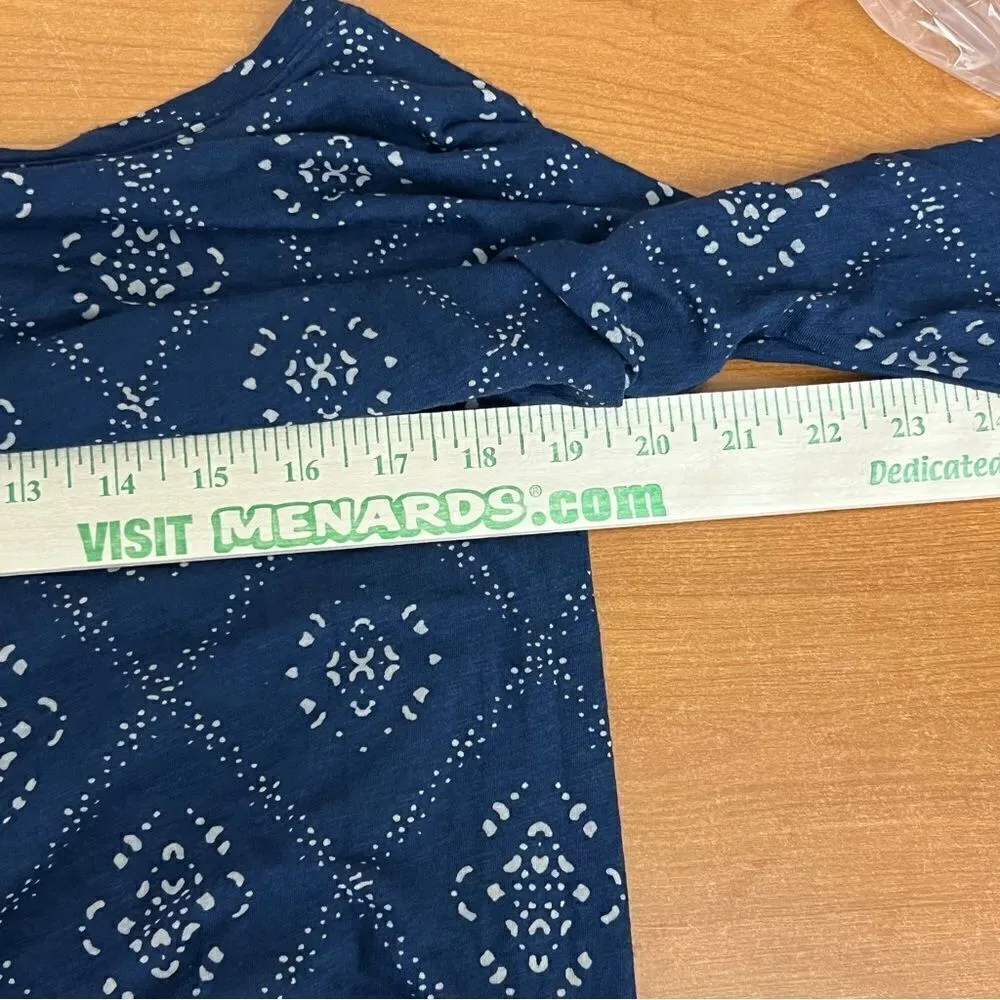 13 14 15 16 17 18 19 20 21 22 23 24
VISIT MENARDS®.com
Dedicated